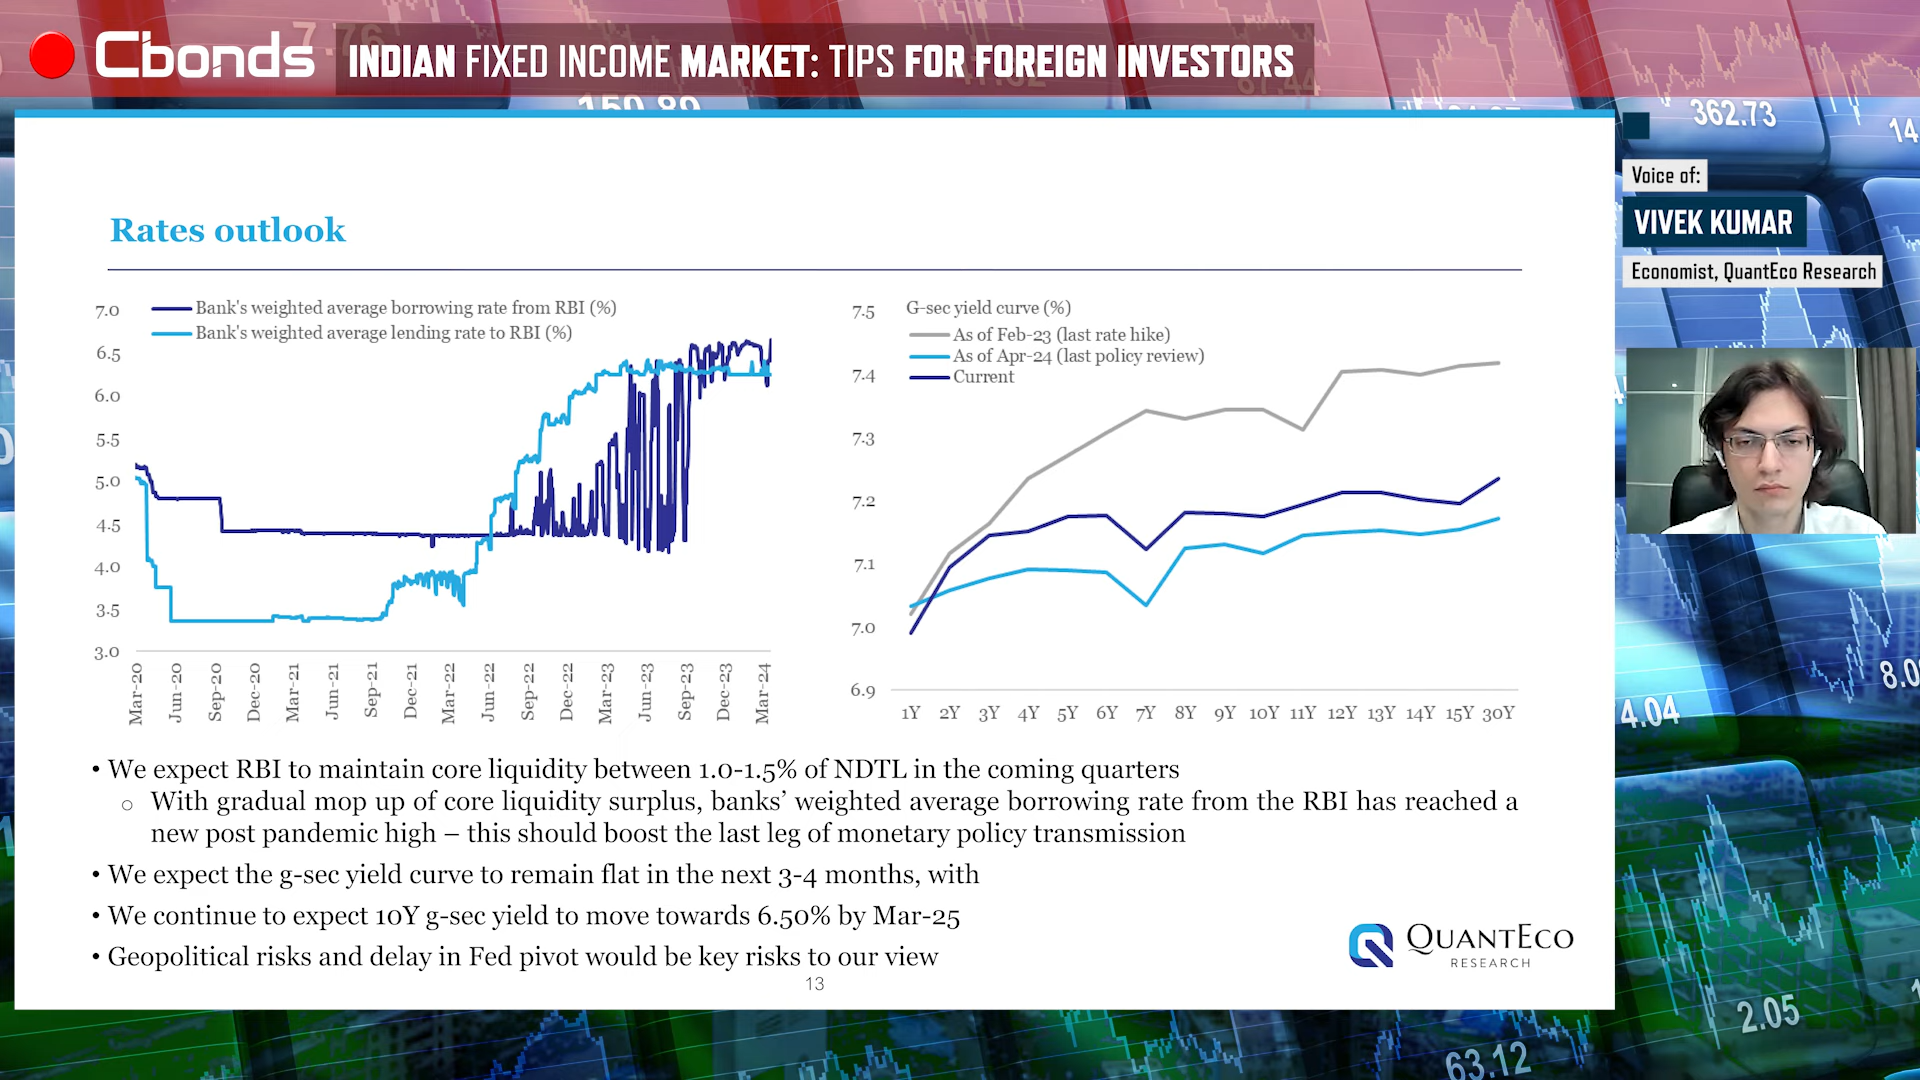 7.76
Cbonds
INDIAN FIXED INCOME MARKET: TIPS FOR FOREIGN INVESTORS
67.44
150.89
362.73
14
Voice of:
VIVEK KUMAR
Economist, QuantEco Research
Rates outlook
Bank's weighted average borrowing rate from RBI (%)
Bank's weighted average lending rate to RBI (%)
7.0
6.5
6.0
5.5
5.0
4.5
4.0
3.5
3.0
Mar-20 Jun-20 Sep-20 Dec-20 Mar-21 Jun-21 Sep-21 Dec-21 Mar-22 Jun-22 Sep-22 Dec-22 Mar-23 Jun-23 Sep-23 Dec-23 Mar-24
G-sec yield curve (%)
As of Feb-23 (last rate hike)
As of Apr-24 (last policy review)
Current
7.5
7.4
7.3
7.2
7.1
7.0
6.9
1Y 2Y 3Y 4Y 5Y 6Y 7Y 8Y 9Y 10Y 11Y 12Y 13Y 14Y 15Y 30Y
• We expect RBI to maintain core liquidity between 1.0-1.5% of NDTL in the coming quarters
o With gradual mop up of core liquidity surplus, banks' weighted average borrowing rate from the RBI has reached a
new post pandemic high – this should boost the last leg of monetary policy transmission
• We expect the g-sec yield curve to remain flat in the next 3-4 months, with
• We continue to expect 10Y g-sec yield to move towards 6.50% by Mar-25
• Geopolitical risks and delay in Fed pivot would be key risks to our view
QUANTECO
RESEARCH
13
4.04
8.0
2.05
63.12